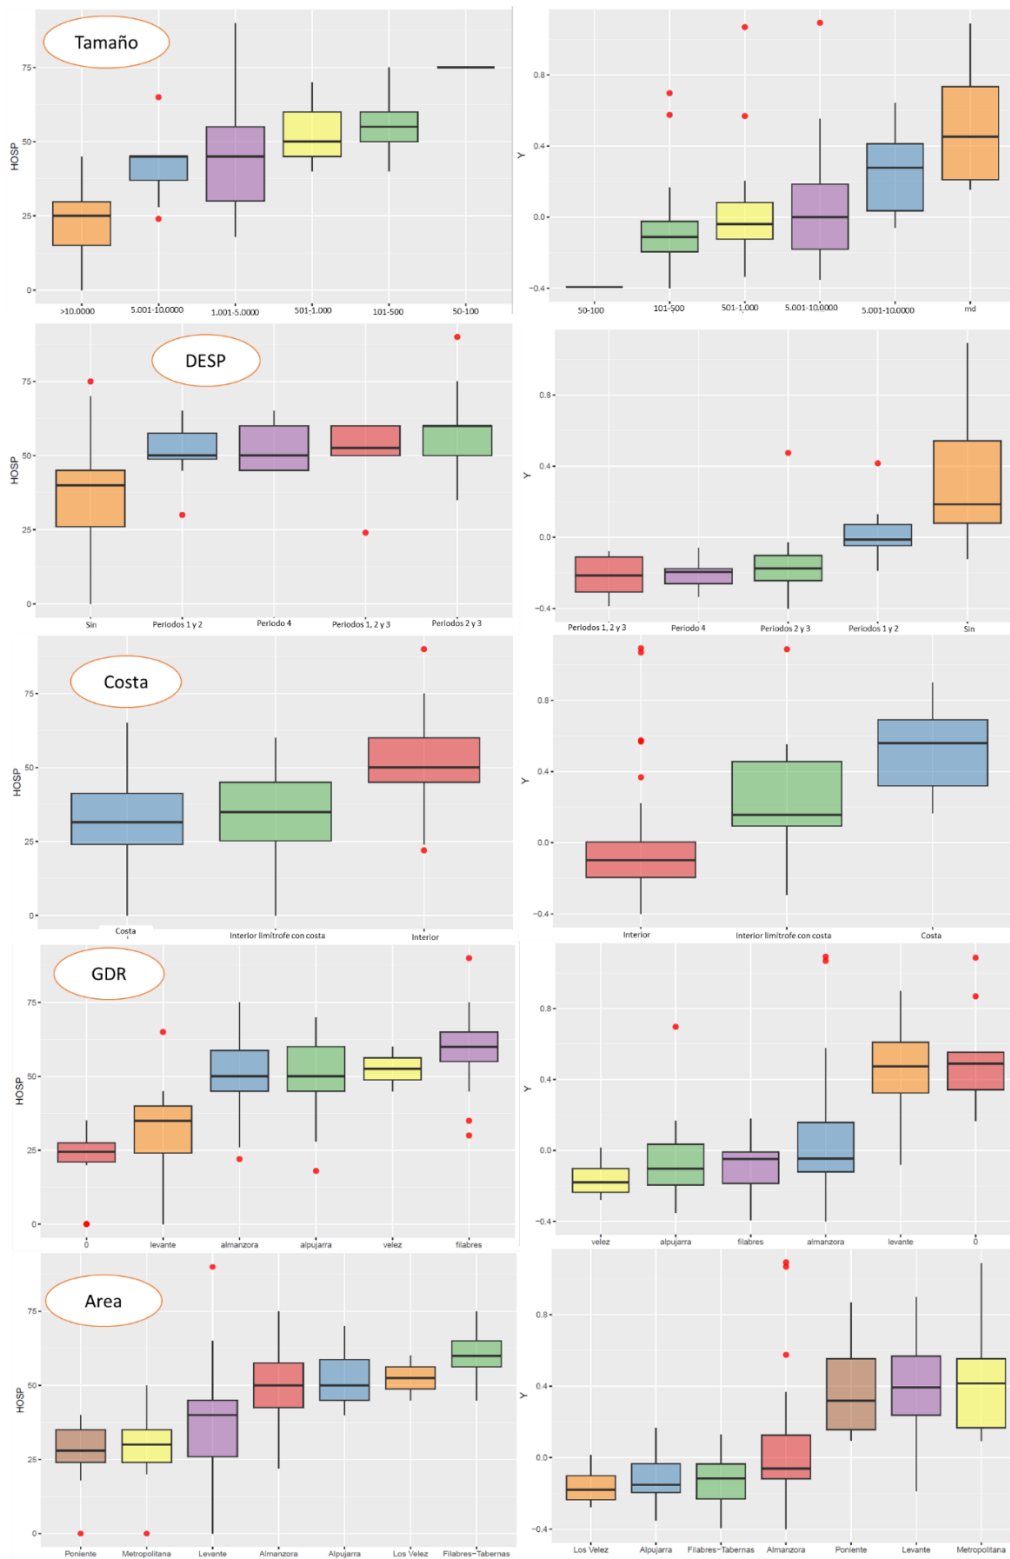 Tamaño
HOSP
75
50
25
0
>10.0000
5.001-10.0000
1.001-5.0000
501-1.000
101-500
50-100
Y
0.8
0.4
0.0
-0.4
50-100
101-500
501-1.000
5.001-10.0000
5.001-10.0000
md
DESP
HOSP
75
50
25
0
Sin
Periodos 1 y 2
Periodo 4
Periodos 1, 2 y 3
Periodos 2 y 3
Y
0.8
0.4
0.0
-0.4
Periodos 1, 2 y 3
Periodo 4
Periodos 2 y 3
Periodos 1 y 2
Sin
Costa
HOSP
75
50
25
0
Costa
Interior limítrofe con costa
Interior
Y
0.8
0.4
0.0
-0.4
Interior
Interior limítrofe con costa
Costa
GDR
HOSP
75
50
25
0
0
levante
almanzora
alpujarra
velez
filabres
Y
0.8
0.4
0.0
-0.4
velez
alpujarra
filabres
almanzora
levante
0
Area
HOSP
75
50
25
0
Poniente
Metropolitana
Levante
Almanzora
Alpujarra
Los Velez
Filabres-Tabernas
Y
0.8
0.4
0.0
-0.4
Los Velez
Alpujarra
Filabres-Tabernas
Almanzora
Poniente
Levante
Metropolitana